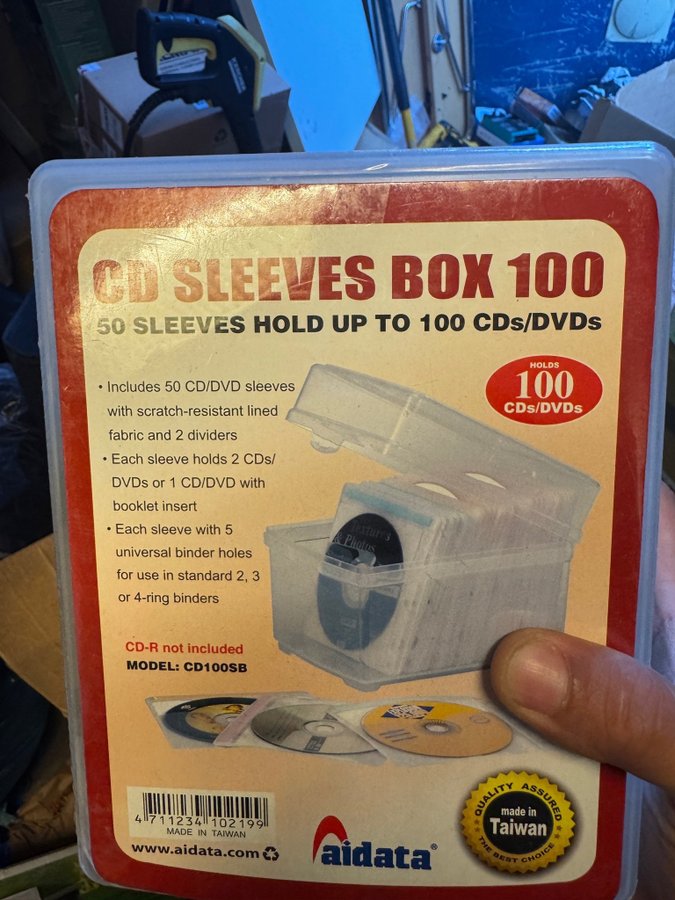 CD SLEEVES BOX 100
50 SLEEVES HOLD UP TO 100 CDs/DVDs
HOLDS
100
CDs/DVDs
• Includes 50 CD/DVD sleeves
with scratch-resistant lined
fabric and 2 dividers
• Each sleeve holds 2 CDs/
DVDs or 1 CD/DVD with
booklet insert
• Each sleeve with 5
universal binder holes
for use in standard 2, 3
or 4-ring binders
Textures
& Photos
CD-R not included
MODEL: CD100SB
4 711234 102199
MADE IN TAIWAN
www.aidata.com
aidata®
QUALITY ASSURED
made in
Taiwan
THE BEST CHOICE